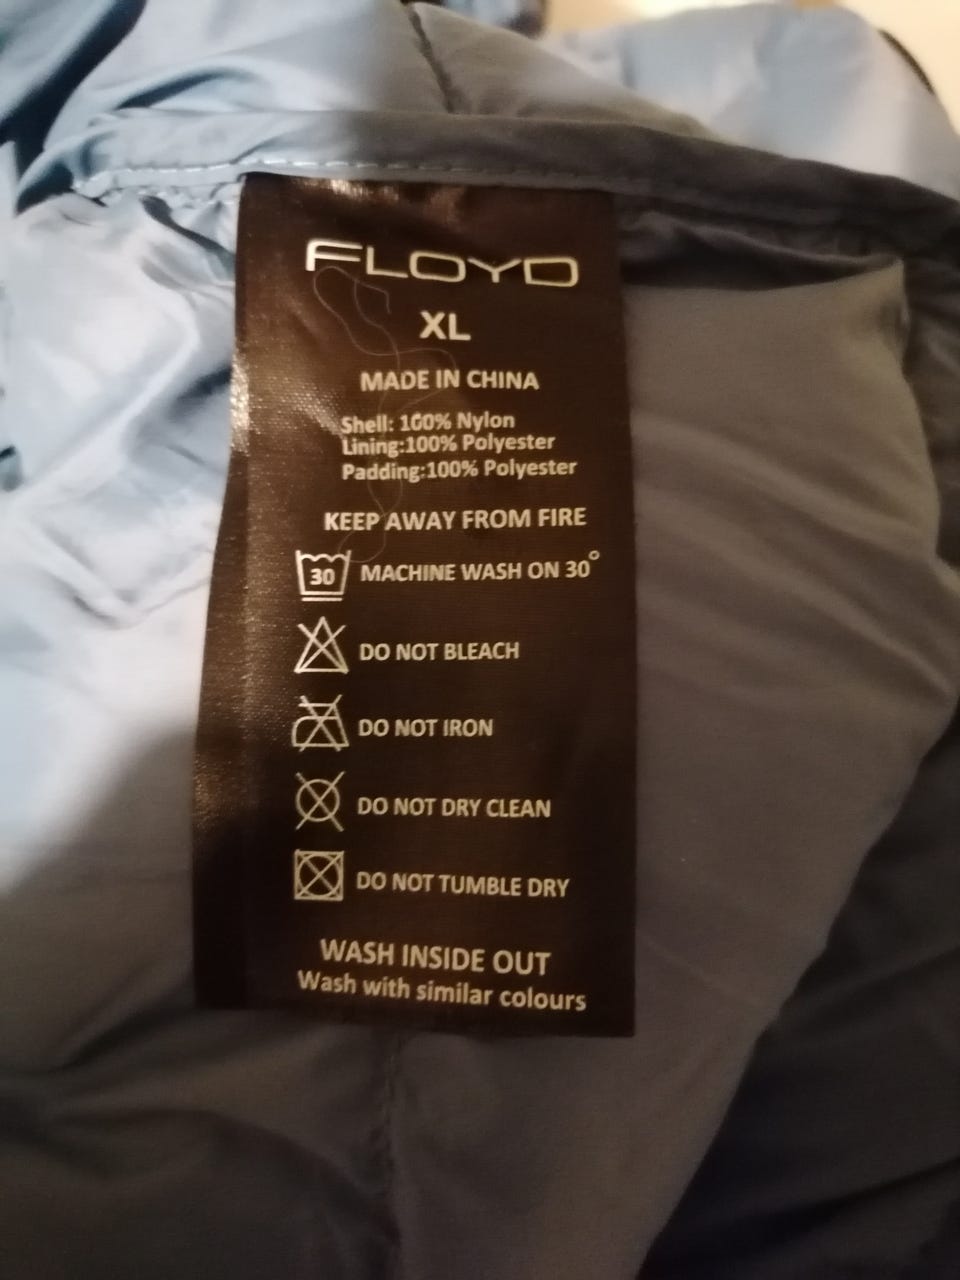 FLOYD
XL
MADE IN CHINA
Shell: 100% Nylon
Lining:100% Polyester
Padding:100% Polyester
KEEP AWAY FROM FIRE
30 MACHINE WASH ON 30°
DO NOT BLEACH
DO NOT IRON
DO NOT DRY CLEAN
DO NOT TUMBLE DRY
WASH INSIDE OUT
Wash with similar colours